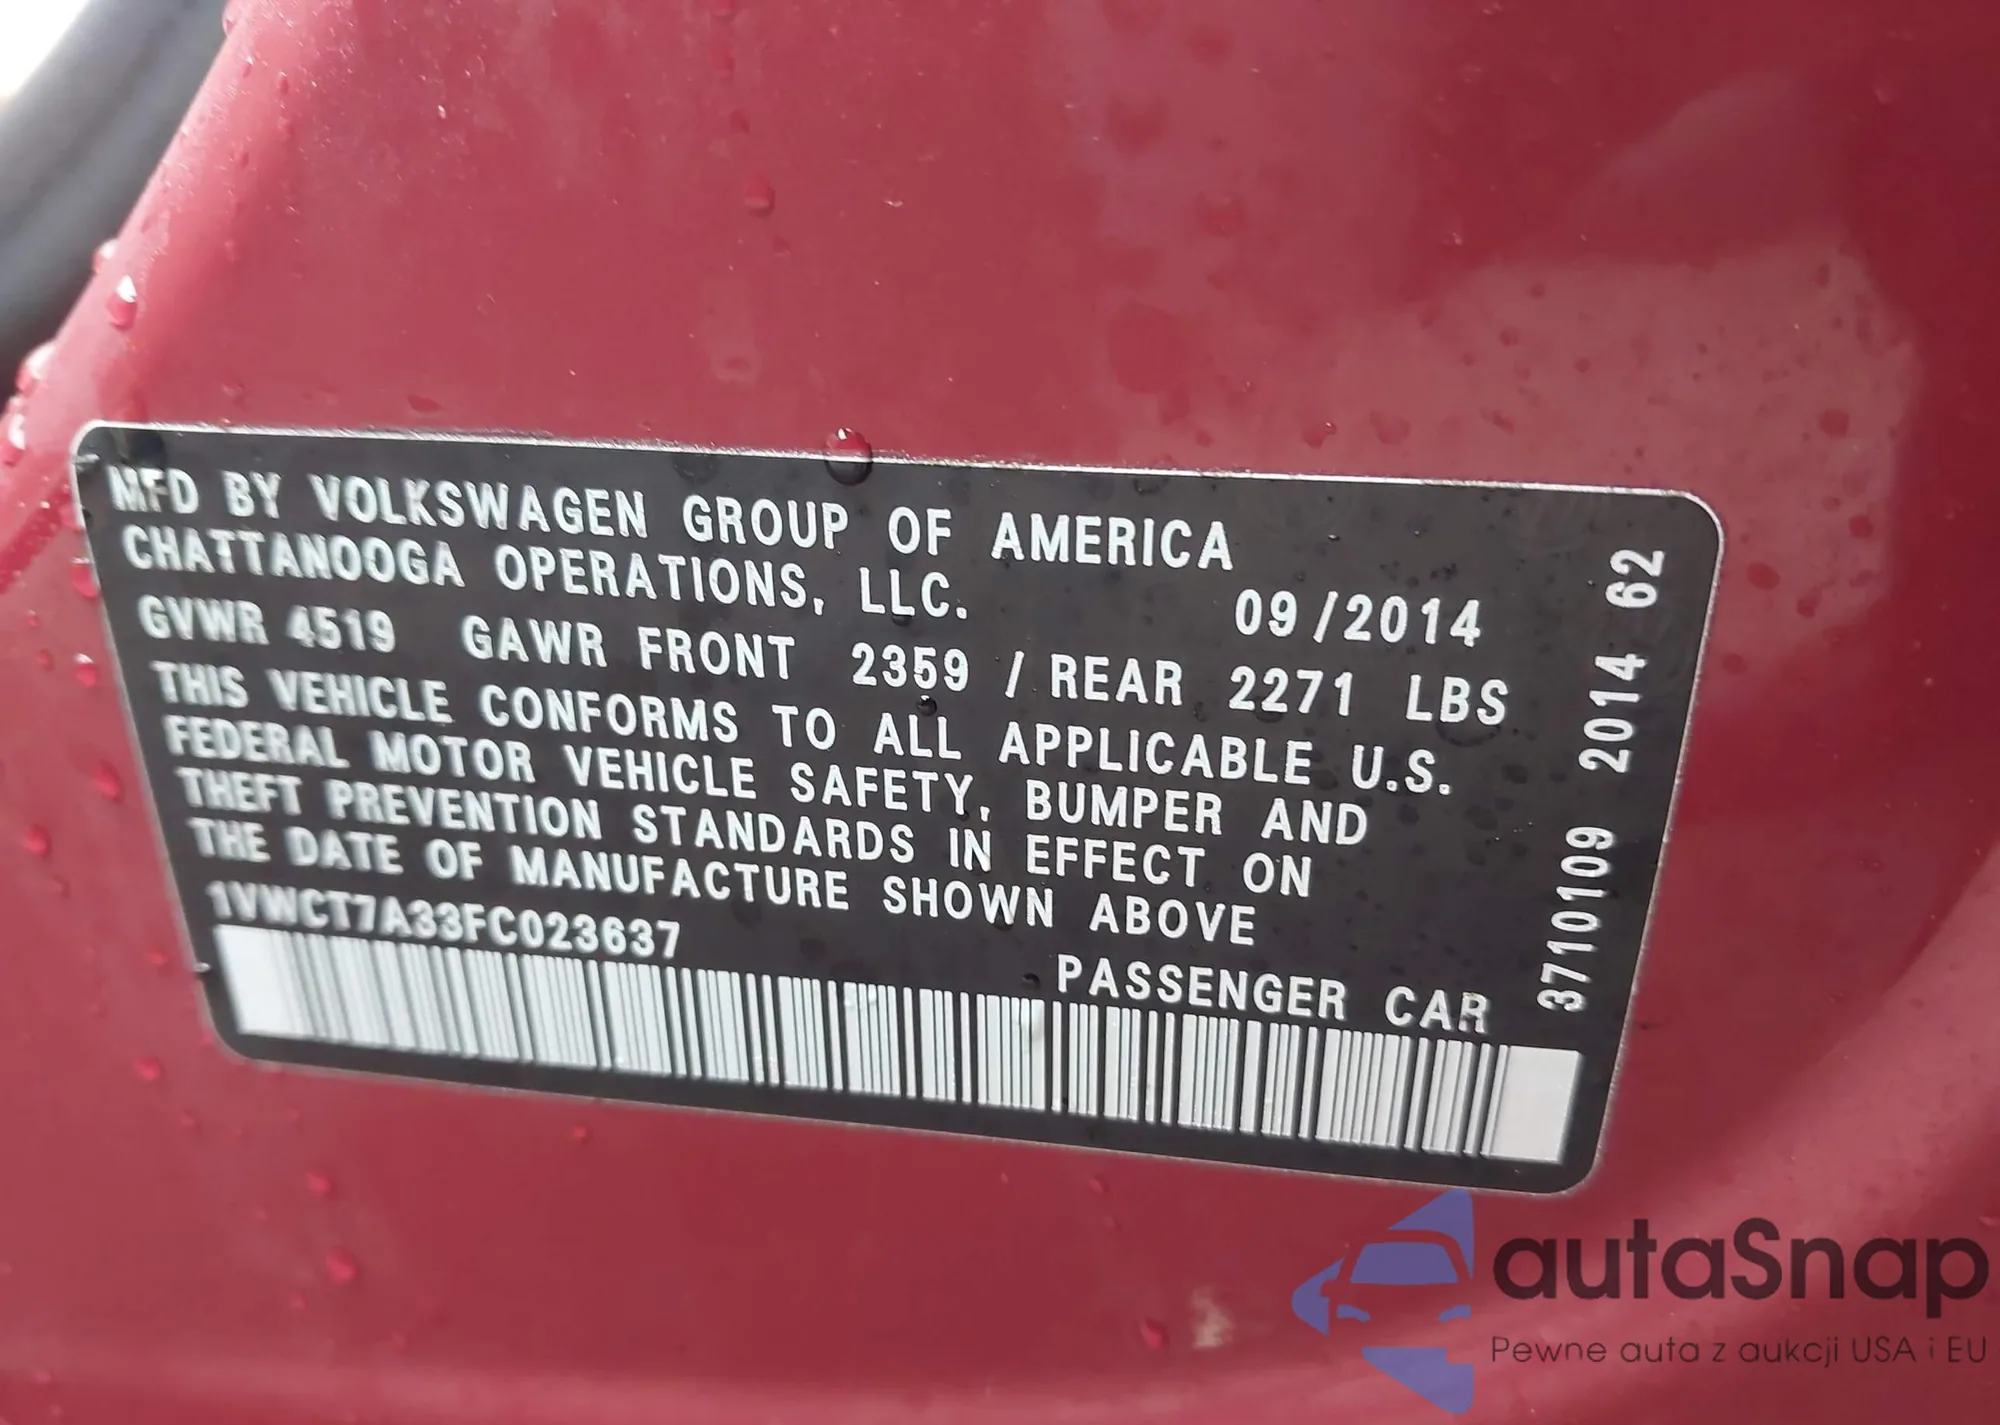 MFD BY VOLKSWAGEN GROUP OF AMERICA
CHATTANOOGA OPERATIONS, LLC. 09/2014
GVWR 4519 GAWR FRONT 2359 / REAR 2271 LBS
THIS VEHICLE CONFORMS TO ALL APPLICABLE U.S.
FEDERAL MOTOR VEHICLE SAFETY, BUMPER AND
THEFT PREVENTION STANDARDS IN EFFECT ON
THE DATE OF MANUFACTURE SHOWN ABOVE
1VWCT7A33FC023637
PASSENGER CAR
3710109 2014 62
autaSnap
Pewne auta z aukcji USA i EU